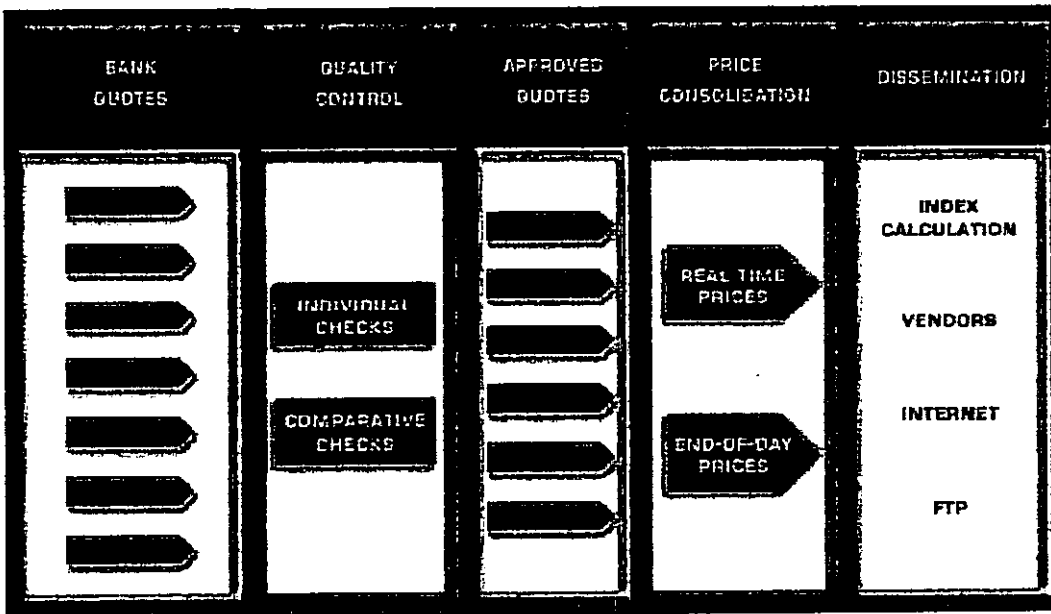 BANK
QUOTES
QUALITY
CONTROL
APPROVED
QUOTES
PRICE
CONSOLIDATION
DISSEMINATION
INDIVIDUAL
CHECKS
COMPARATIVE
CHECKS
REAL TIME
PRICES
END-OF-DAY
PRICES
INDEX
CALCULATION
VENDORS
INTERNET
FTP